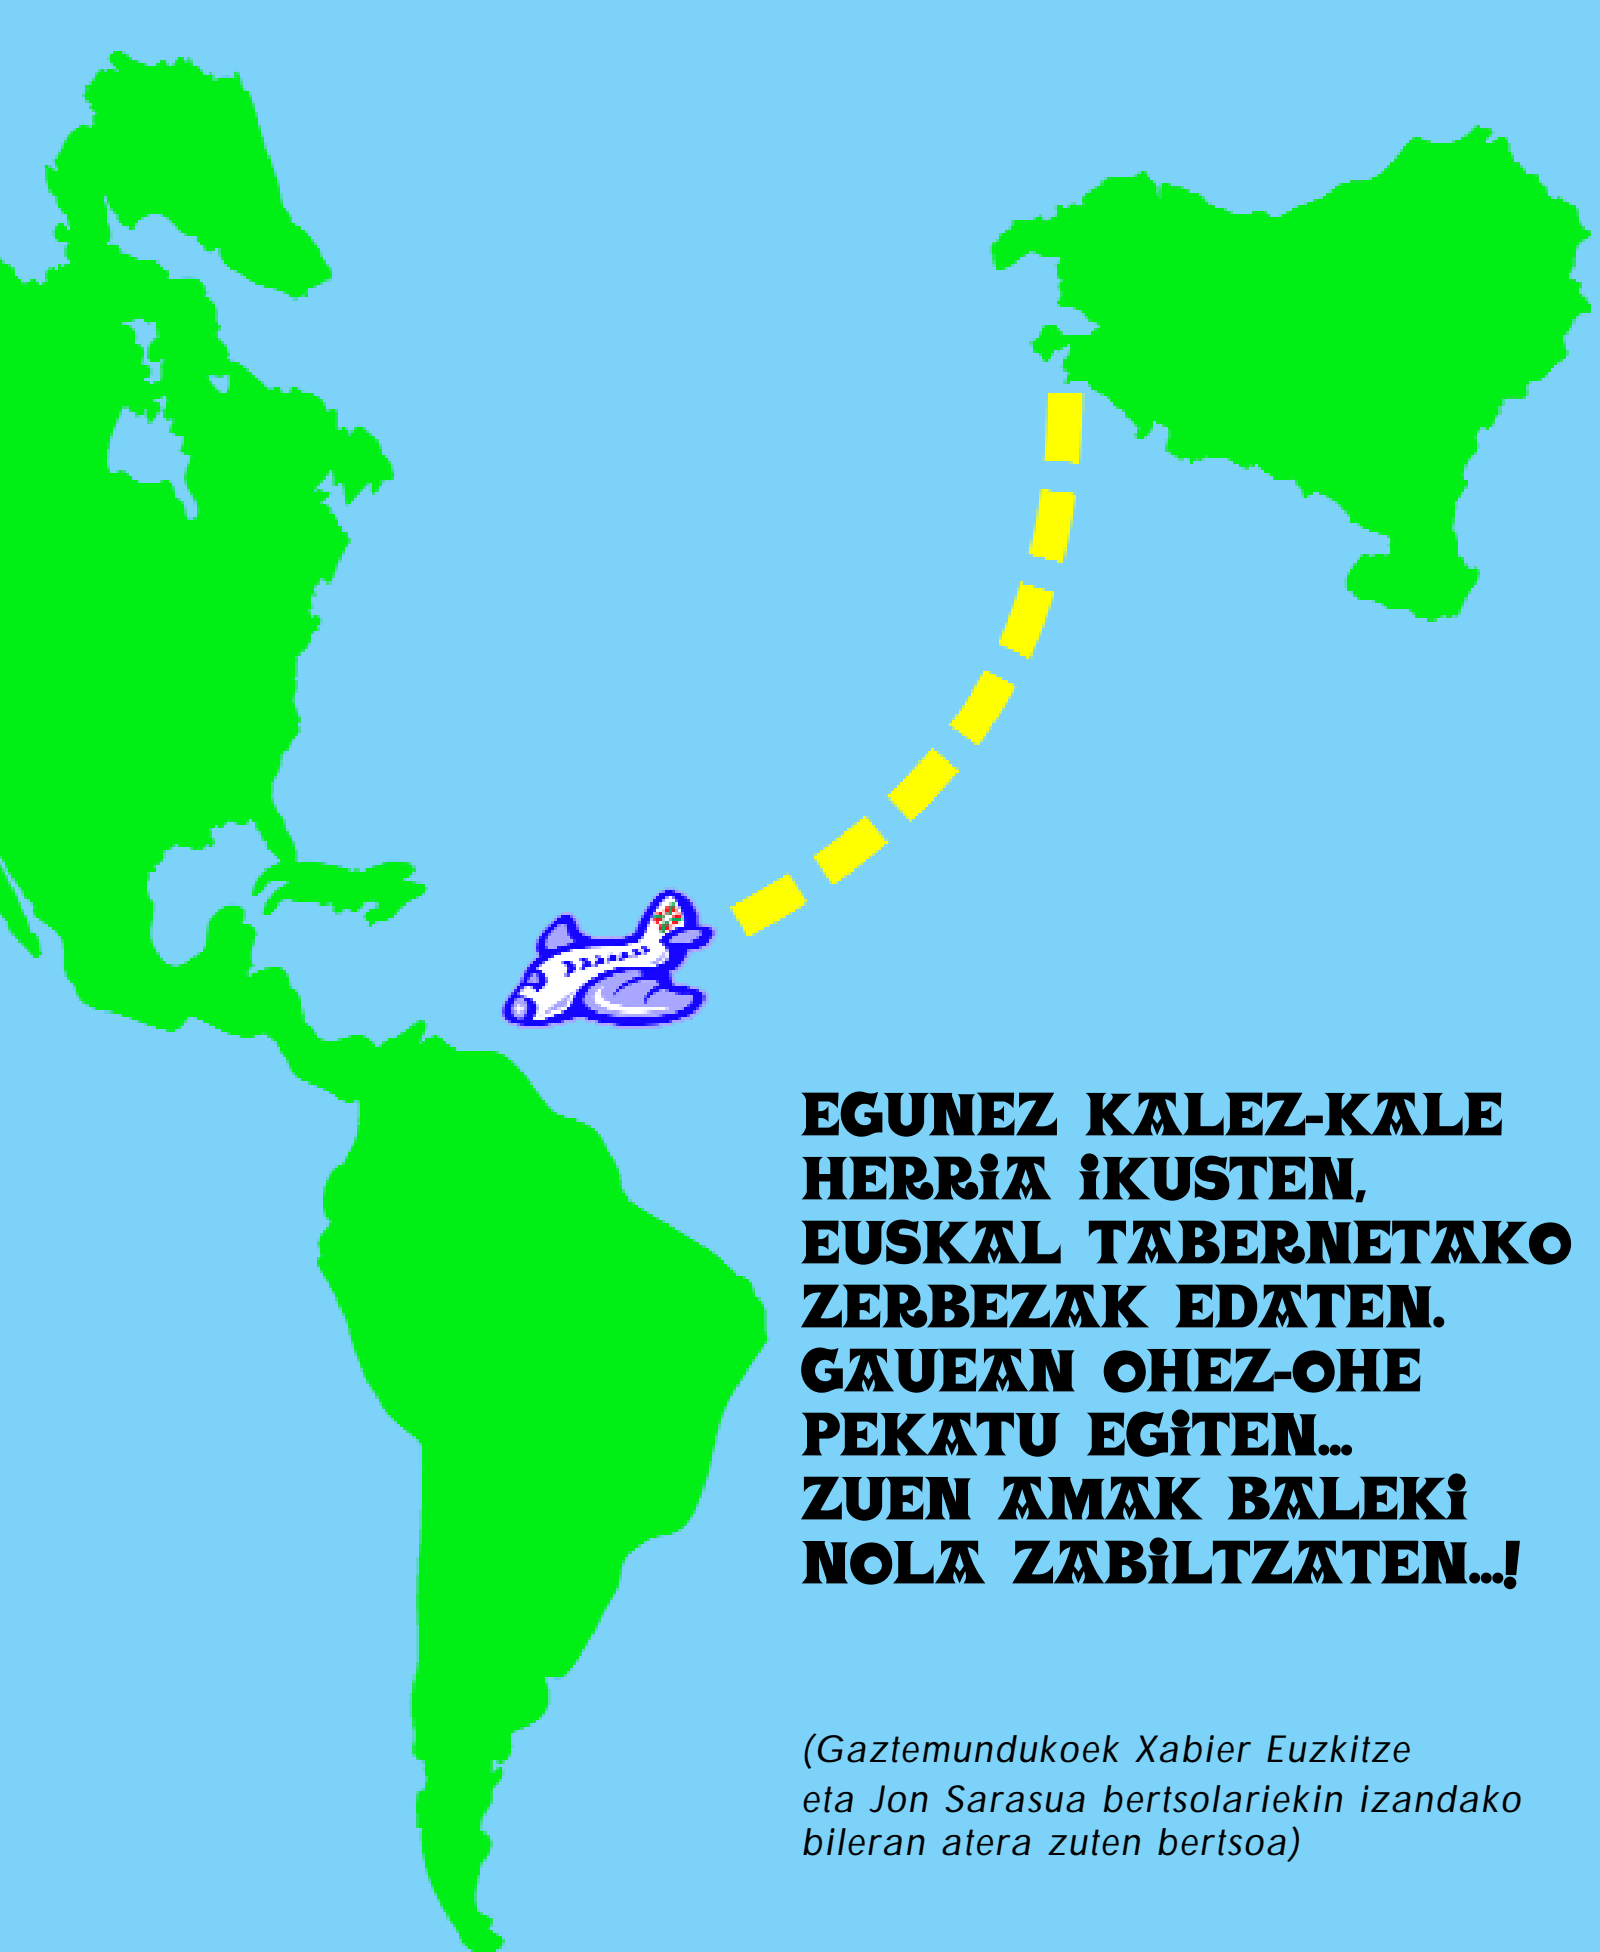 EGUNEZ KALEZ-KALE
HERRiA iKUSTEN,
EUSKAL TABERNETAKO
ZERBEZAK EDATEN.
GAUEAN OHEZ-OHE
PEKATU EGiTEN...
ZUEN AMAK BALEKi
NOLA ZABiLTZATEN...!
(Gaztemundukoek Xabier Euzkitze
eta Jon Sarasua bertsolariekin izandako
bileran atera zuten bertsoa)